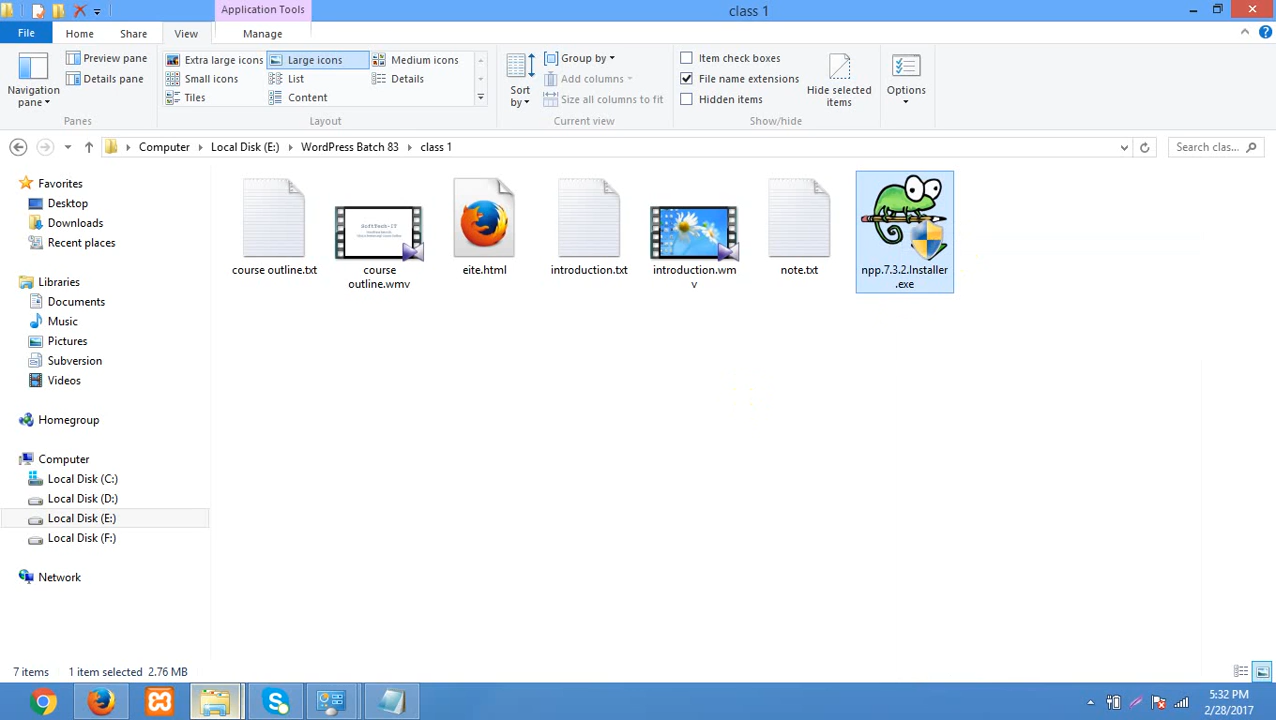 Application Tools
class 1
File
Home
Share
View
Manage
Navigation pane
Preview pane
Details pane
Panes
Extra large icons
Large icons
Medium icons
Small icons
List
Details
Tiles
Content
Layout
Sort by
Group by
Add columns
Size all columns to fit
Current view
Item check boxes
File name extensions
Hidden items
Hide selected items
Show/hide
Options
Computer
Local Disk (E:)
WordPress Batch 83
class 1
Search clas...
Favorites
Desktop
Downloads
Recent places
Libraries
Documents
Music
Pictures
Subversion
Videos
Homegroup
Computer
Local Disk (C:)
Local Disk (D:)
Local Disk (E:)
Local Disk (F:)
Network
course outline.txt
SoftTech-IT
course
outline.wmv
eite.html
introduction.txt
introduction.wm
v
note.txt
npp.7.3.2.Installer
.exe
7 items
1 item selected 2.76 MB
5:32 PM
2/28/2017